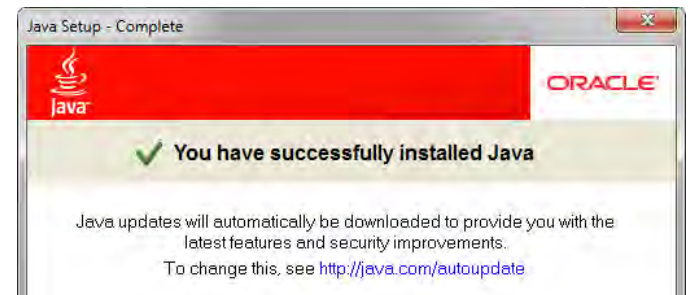 Java Setup - Complete
Java
ORACLE
You have successfully installed Java
Java updates will automatically be downloaded to provide you with the
latest features and security improvements.
To change this, see http://java.com/autoupdate